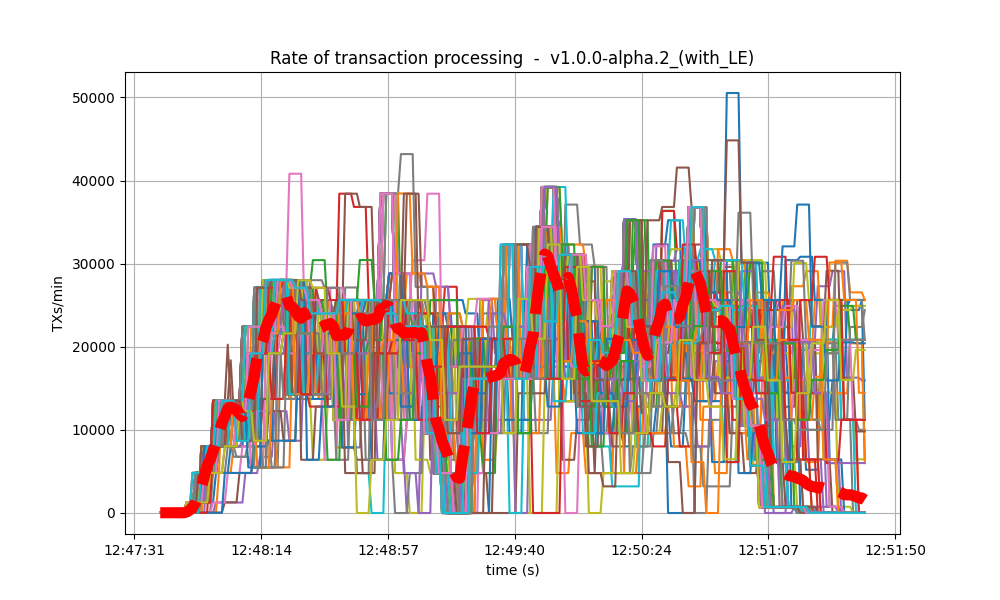 Rate of transaction processing  -  v1.0.0-alpha.2_(with_LE)
TXs/min
50000
40000
30000
20000
10000
0
12:47:31 12:48:14 12:48:57 12:49:40 12:50:24 12:51:07 12:51:50
time (s)